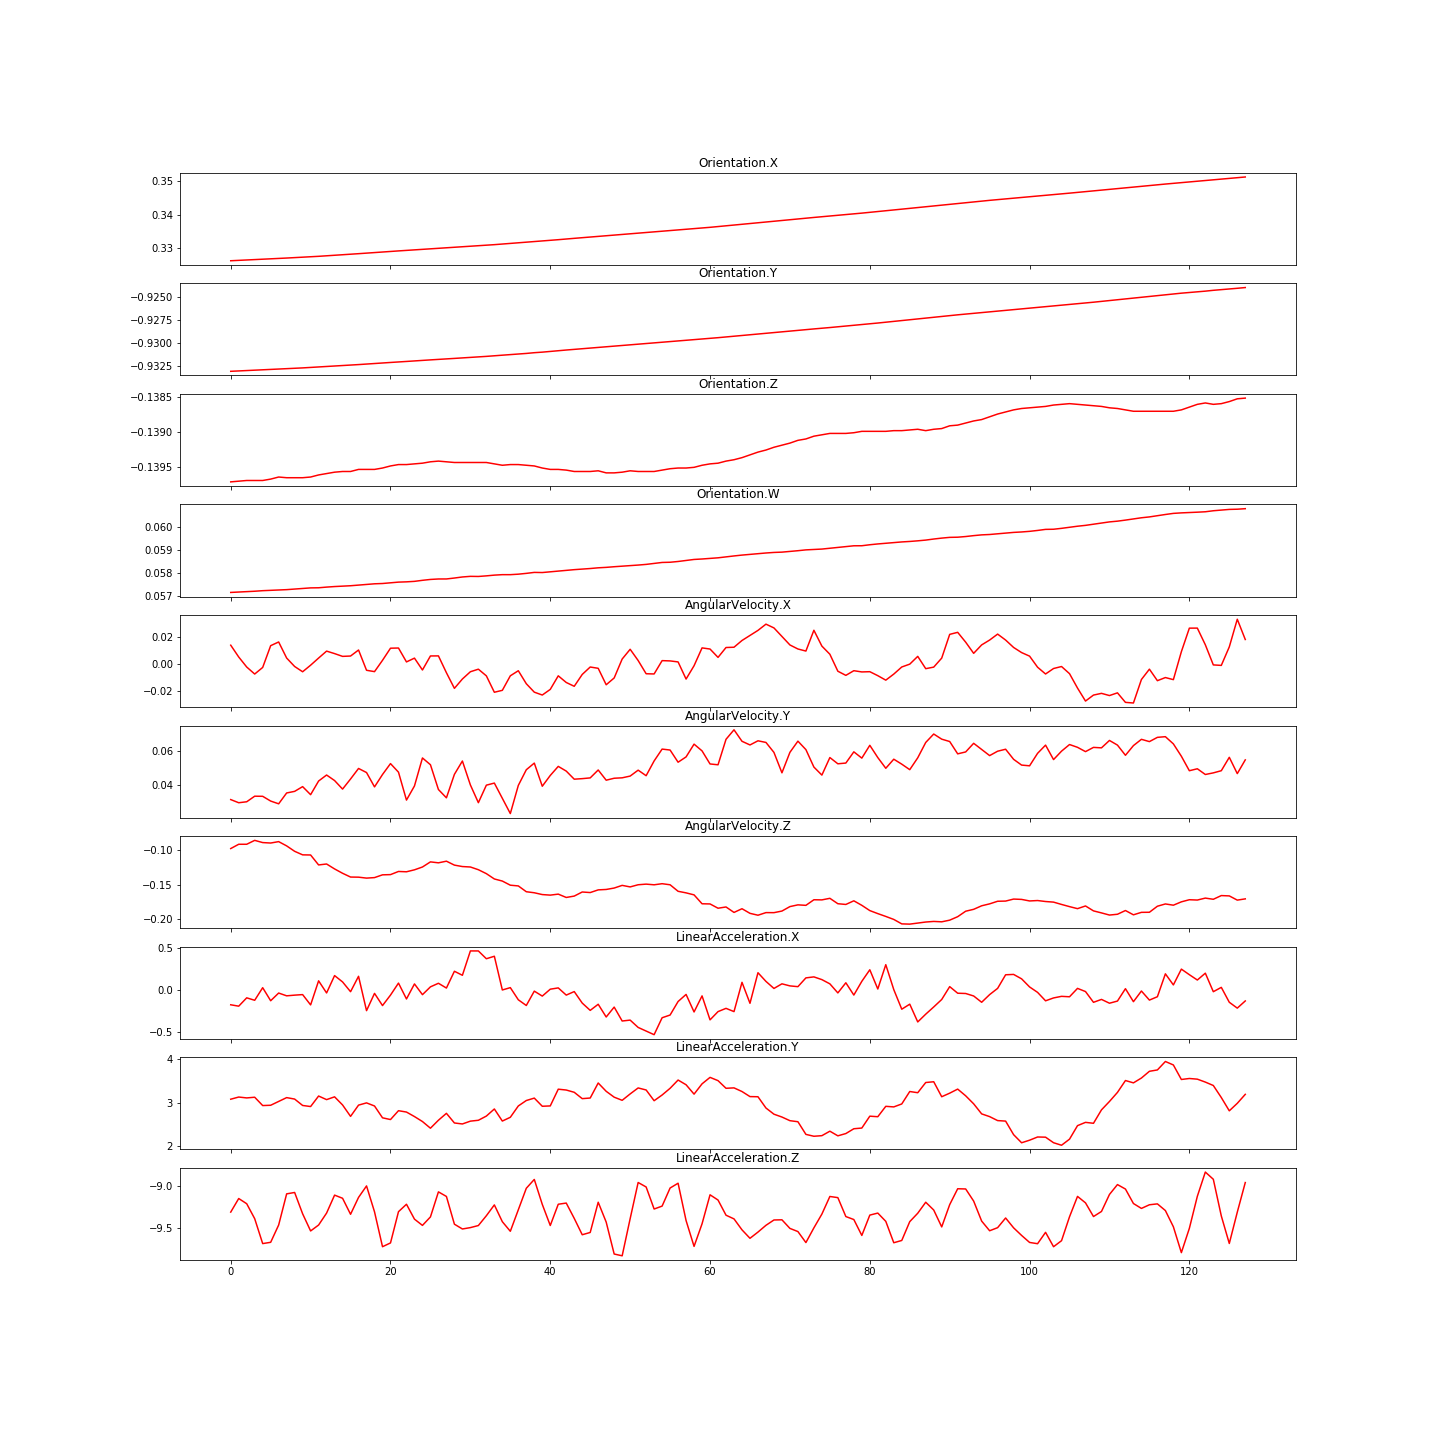 Orientation.X
0.35
0.34
0.33
Orientation.Y
−0.9250
−0.9275
−0.9300
−0.9325
Orientation.Z
−0.1385
−0.1390
−0.1395
Orientation.W
0.060
0.059
0.058
0.057
AngularVelocity.X
0.02
0.00
−0.02
AngularVelocity.Y
0.06
0.04
AngularVelocity.Z
−0.10
−0.15
−0.20
LinearAcceleration.X
0.5
0.0
−0.5
LinearAcceleration.Y
4
3
2
LinearAcceleration.Z
−9.0
−9.5
0 20 40 60 80 100 120